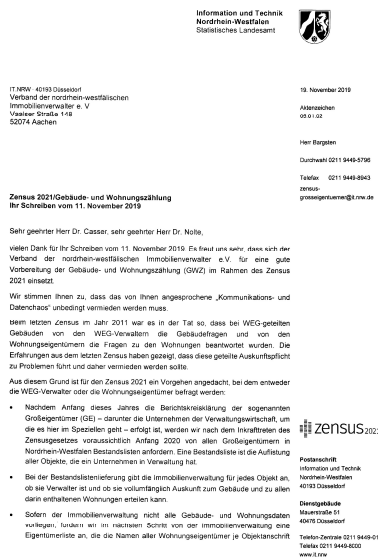 Information und Technik
Nordrhein-Westfalen
Statistisches Landesamt
IT.NRW · 40193 Düsseldorf
Verband der nordrhein-westfälischen
Immobilienverwalter e. V
Vaalser Straße 148
52074 Aachen
19. November 2019
Aktenzeichen
Herr Bargsten
Durchwahl 0211 9449-5796
Telefax 0211 9449-8943
zensus-
grosseigentuemer@it.nrw.de
Zensus 2021/Gebäude- und Wohnungszählung
Ihr Schreiben vom 11. November 2019
Sehr geehrter Herr Dr. Casser, sehr geehrter Herr Dr. Nolte,
vielen Dank für Ihr Schreiben vom 11. November 2019. Es freut uns sehr, dass sich der
Verband der nordrhein-westfälischen Immobilienverwalter e.V. für eine gute
Vorbereitung der Gebäude- und Wohnungszählung (GWZ) im Rahmen des Zensus
2021 einsetzt.
Wir stimmen Ihnen zu, dass das von Ihnen angesprochene „Kommunikations- und
Datenchaos" unbedingt vermieden werden muss.
Beim letzten Zensus im Jahr 2011 war es in der Tat so, dass bei WEG-geteilten
Gebäuden von den WEG-Verwaltern die Gebäudefragen und von den
Wohnungseigentümern die Fragen zu den Wohnungen beantwortet wurden. Die
Erfahrungen aus dem letzten Zensus haben gezeigt, dass diese geteilte Auskunftspflicht
zu Problemen führt und daher vermieden werden sollte.
Aus diesem Grund ist für den Zensus 2021 ein Vorgehen angedacht, bei dem entweder
die WEG-Verwalter oder die Wohnungseigentümer befragt werden:
• Nachdem Anfang dieses Jahres die Berichtskreisklärung der sogenannten
Großeigentümer (GE) – darunter die Unternehmen der Verwaltungswirtschaft, um
die es hier im Speziellen geht – erfolgt ist, werden wir nach dem Inkrafttreten des
Zensusgesetzes voraussichtlich Anfang 2020 von allen Großeigentümern in
Nordrhein-Westfalen Bestandslisten anfordern. Eine Bestandsliste ist die Auflistung
aller Objekte, die ein Unternehmen in Verwaltung hat.
• Bei der Bestandslistenlieferung gibt die Immobilienverwaltung für jedes Objekt an,
ob sie Verwalter ist und ob sie vollumfänglich Auskunft zum Gebäude und zu allen
darin enthaltenen Wohnungen erteilen kann.
• Sofern der Immobilienverwaltung nicht alle Gebäude- und Wohnungsdaten
vorliegen, fordern wir im nächsten Schritt von der Immobilienverwaltung eine
Eigentümerliste an, die die Namen aller Wohnungseigentümer je Objektanschrift
zensus2021
Postanschrift
Information und Technik
Nordrhein-Westfalen
40193 Düsseldorf
Dienstgebäude
Mauerstraße 51
40476 Düsseldorf
Telefon-Zentrale 0211 9449-01
Telefax 0211 9449-8000
www.it.nrw